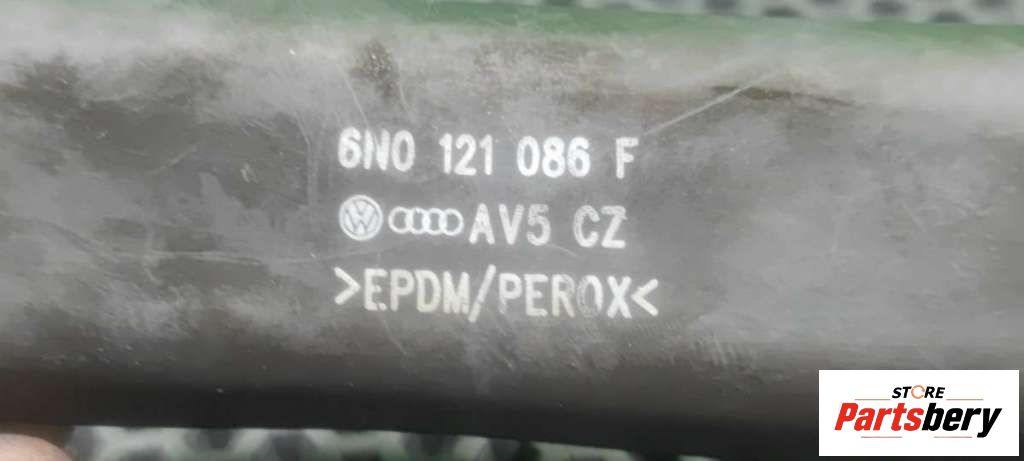 6N0 121 086 F
AV5 CZ
>EPDM/PEROX<
STORE
Partsbery